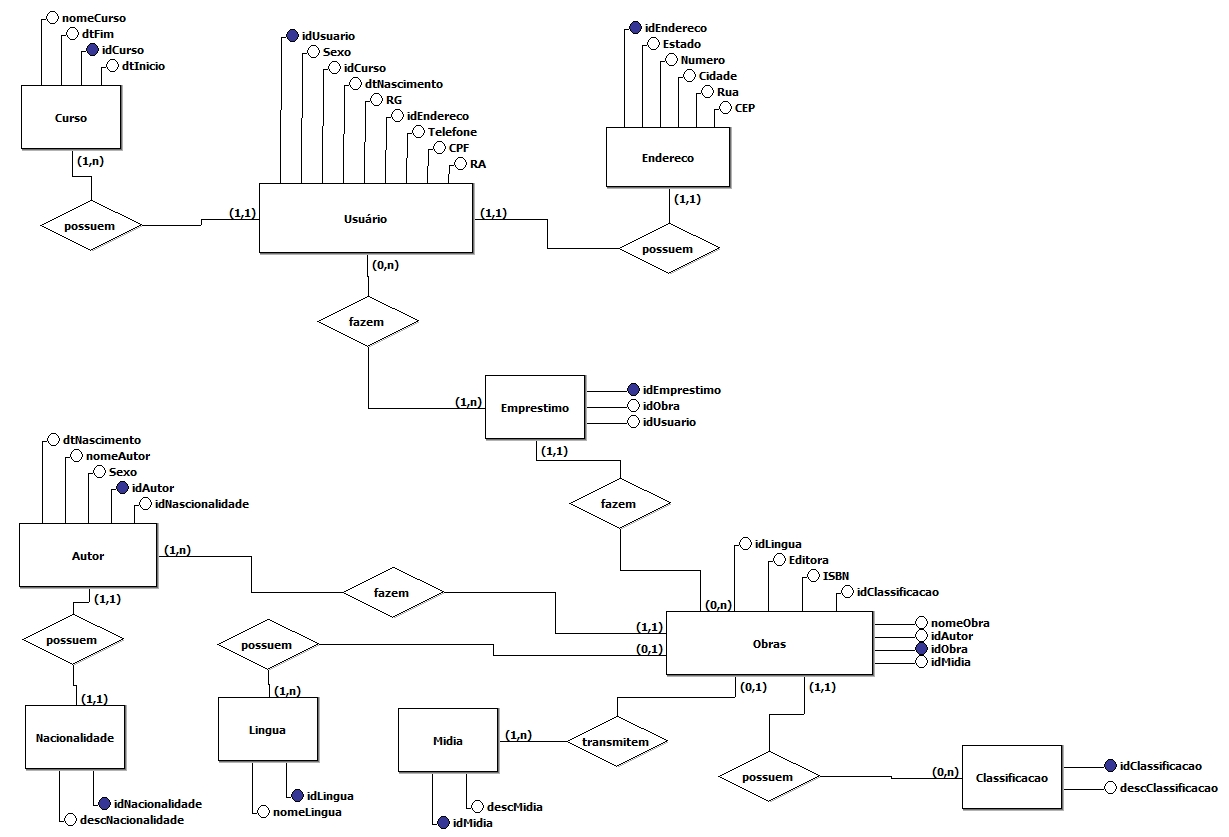 nomeCurso
dtFim
idCurso
dtInicio
Curso
(1,n)
possuem
(1,1)
idUsuario
Sexo
idCurso
dtNascimento
RG
idEndereco
Telefone
CPF
RA
Usuário
(1,1)
(0,n)
idEndereco
Estado
Numero
Cidade
Rua
CEP
Endereco
(1,1)
possuem
fazem
(1,n)
Emprestimo
idEmprestimo
idObra
idUsuario
(1,1)
fazem
dtNascimento
nomeAutor
Sexo
idAutor
idNascionalidade
Autor
(1,n)
(1,1)
fazem
(1,1)
possuem
(1,1)
Nacionalidade
idNacionalidade
descNacionalidade
possuem
(0,1)
(1,n)
Lingua
idLingua
nomeLingua
idLingua
Editora
ISBN
idClassificacao
(0,n)
Obras
nomeObra
idAutor
idObra
idMidia
(0,1)
(1,1)
Midia
(1,n)
transmitem
descMidia
idMidia
possuem
(0,n)
Classificacao
idClassificacao
descClassificacao